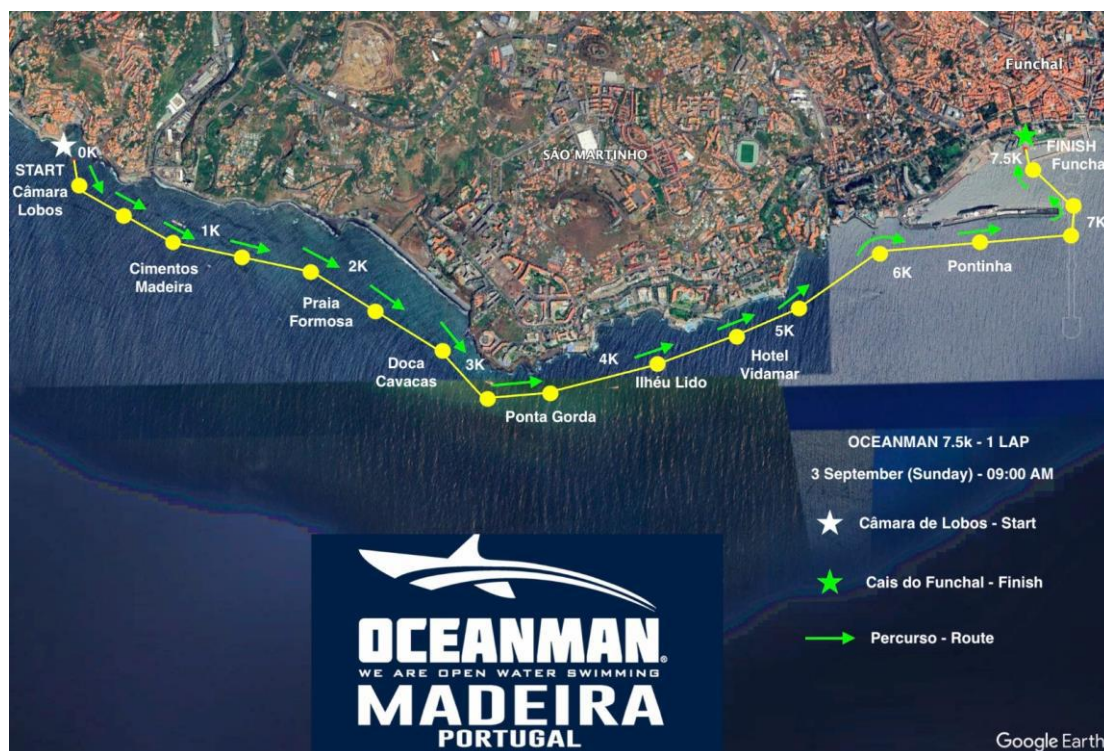 Funchal
SÃO MARTINHO
START
Câmara
Lobos
0K
1K
Cimentos
Madeira
2K
Praia
Formosa
Doca
Cavacas
3K
Ponta Gorda
4K
Ilhéu Lido
5K
Hotel
Vidamar
6K
Pontinha
7K
7.5K
FINISH
Funchal
OCEANMAN 7.5k - 1 LAP
3 September (Sunday) - 09:00 AM
Câmara de Lobos - Start
Cais do Funchal - Finish
Percurso - Route
OCEANMAN®
WE ARE OPEN WATER SWIMMING
MADEIRA
PORTUGAL
Google Earth